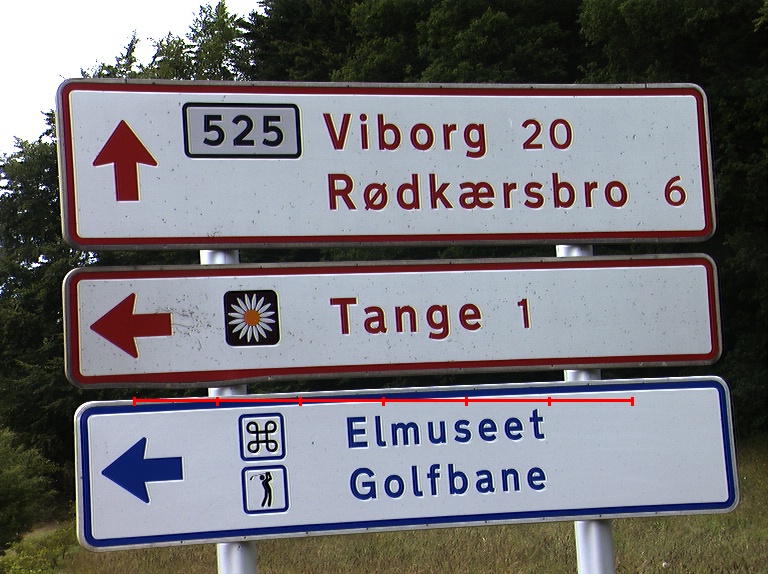 525 Viborg 20
Rødkærsbro 6
Tange 1
Elmuseet
Golfbane